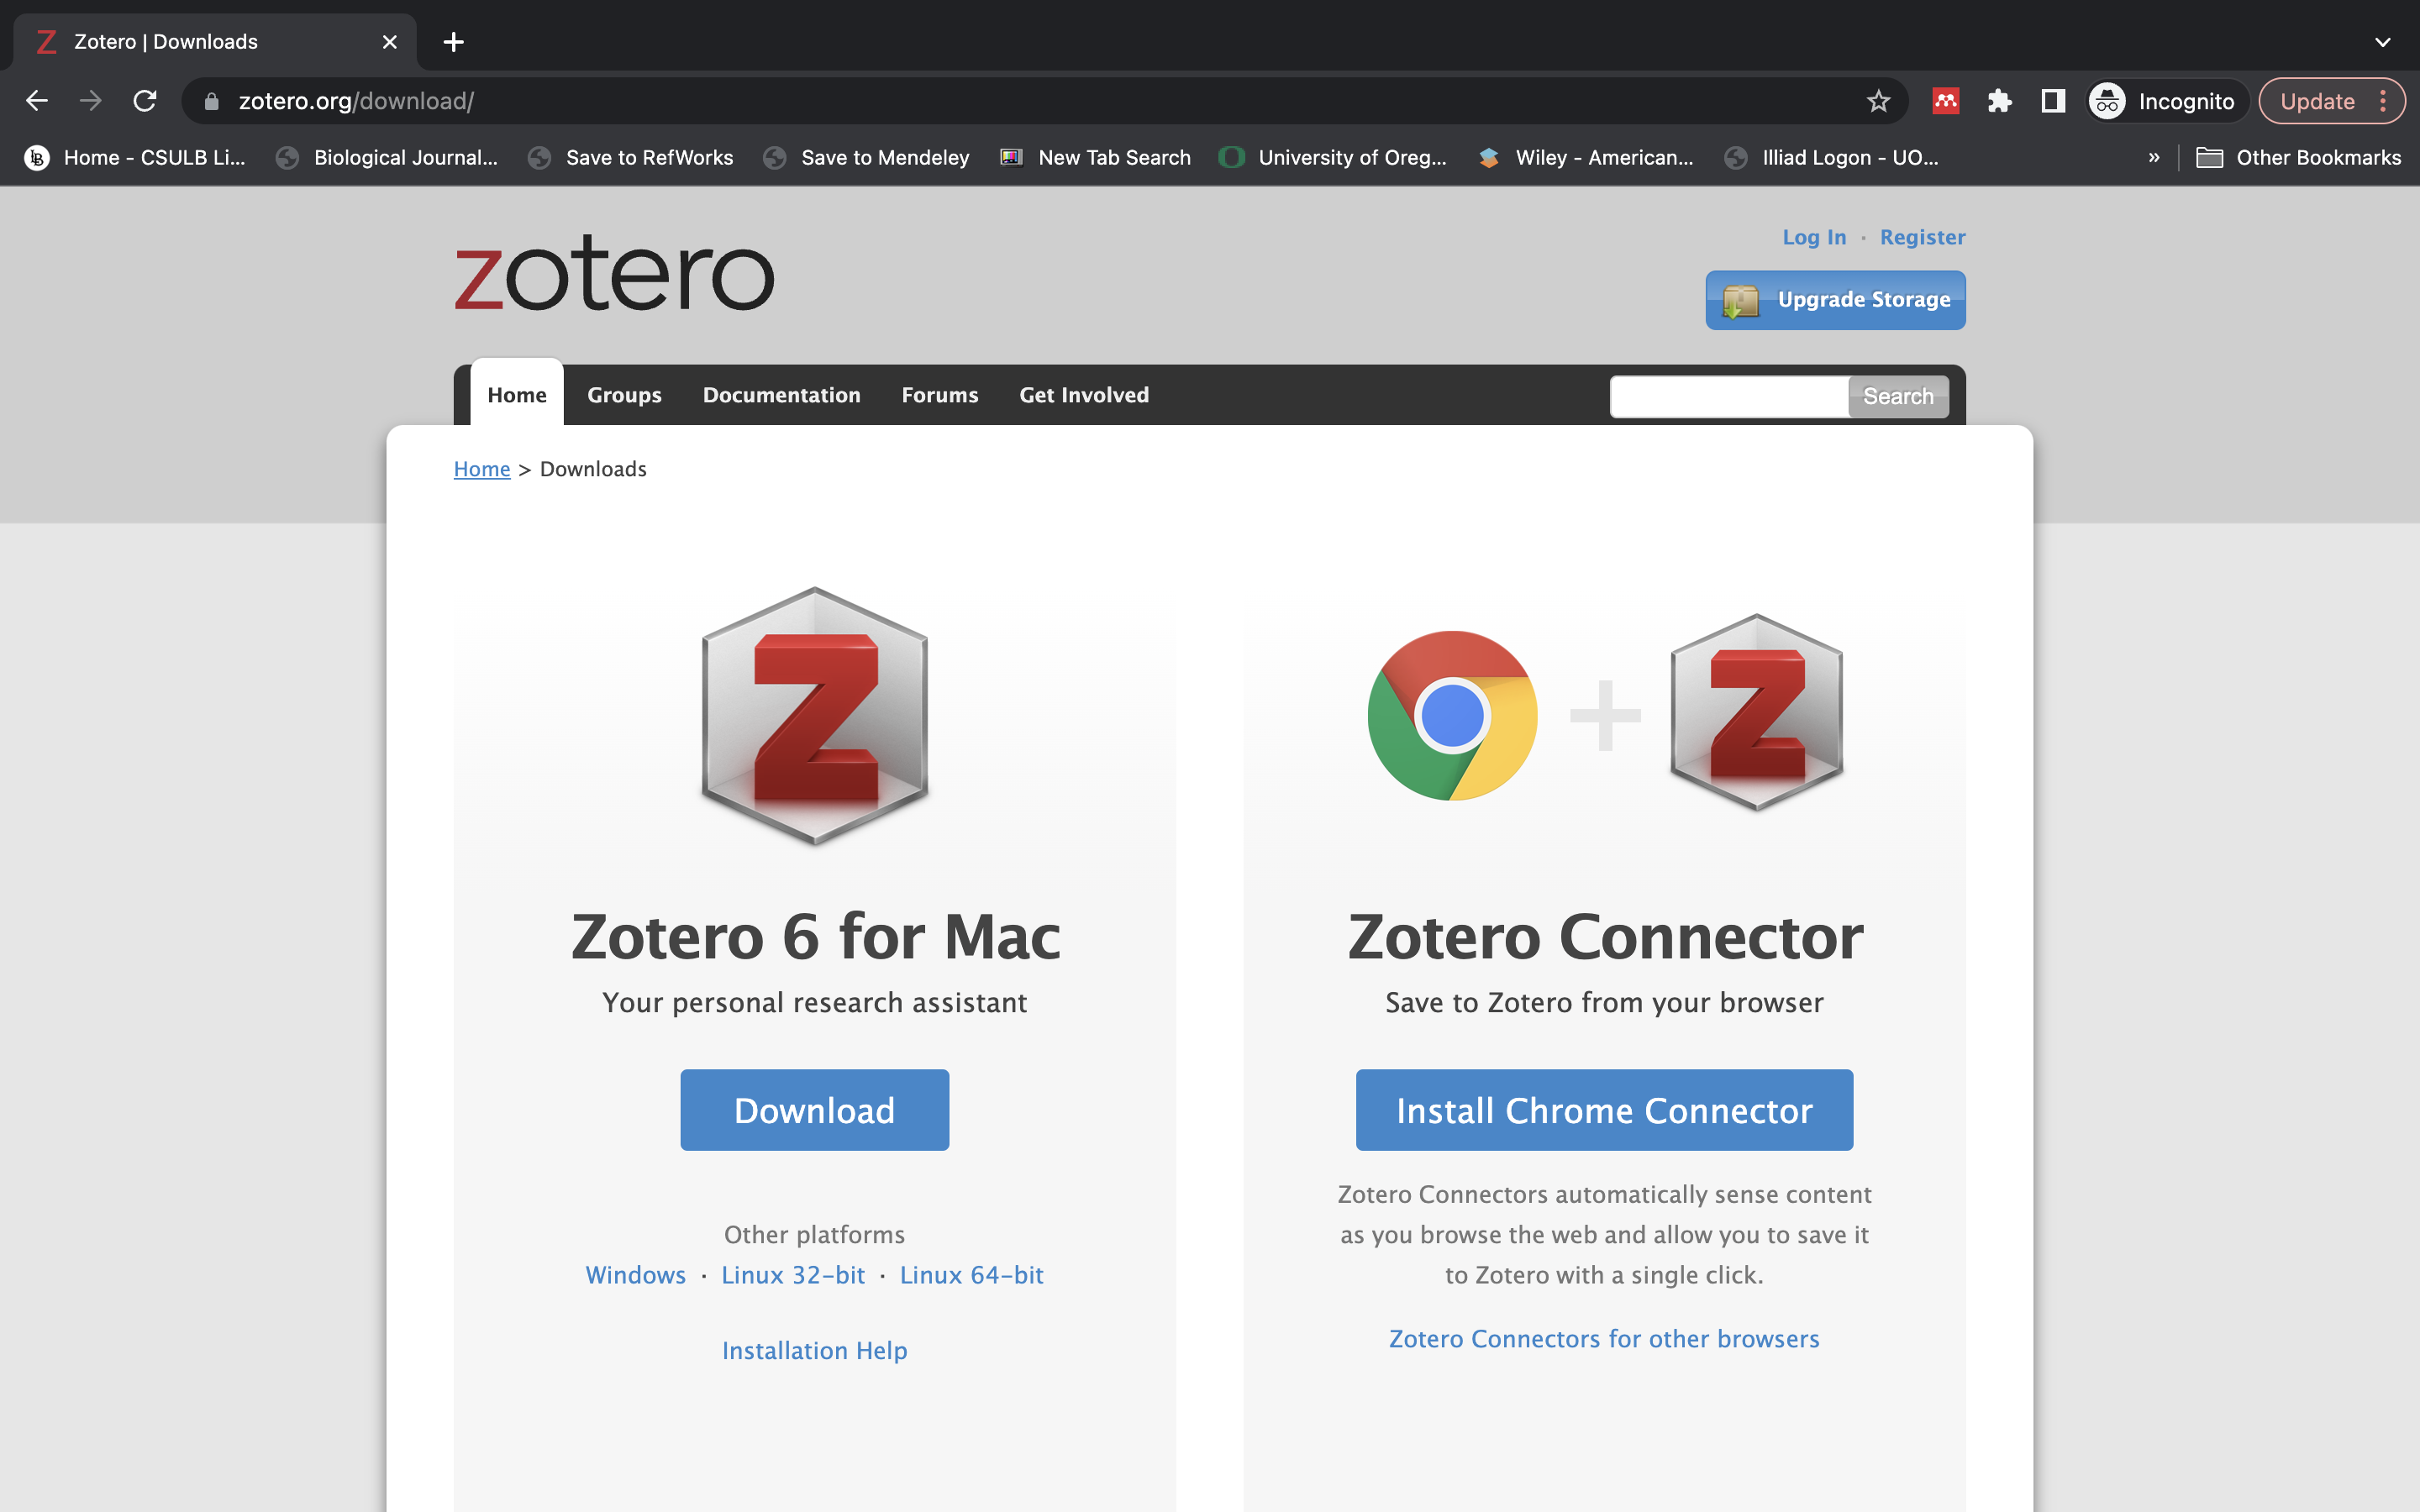 Zotero | Downloads
zotero.org/download/
Incognito
Update
Home - CSULB Li...
Biological Journal...
Save to RefWorks
Save to Mendeley
New Tab Search
University of Oreg...
Wiley - American...
Illiad Logon - UO...
»
Other Bookmarks
zotero
Log In · Register
Upgrade Storage
Home
Groups
Documentation
Forums
Get Involved
Search
Home > Downloads
Zotero 6 for Mac
Your personal research assistant
Download
Other platforms
Windows · Linux 32-bit · Linux 64-bit
Installation Help
Zotero Connector
Save to Zotero from your browser
Install Chrome Connector
Zotero Connectors automatically sense content
as you browse the web and allow you to save it
to Zotero with a single click.
Zotero Connectors for other browsers